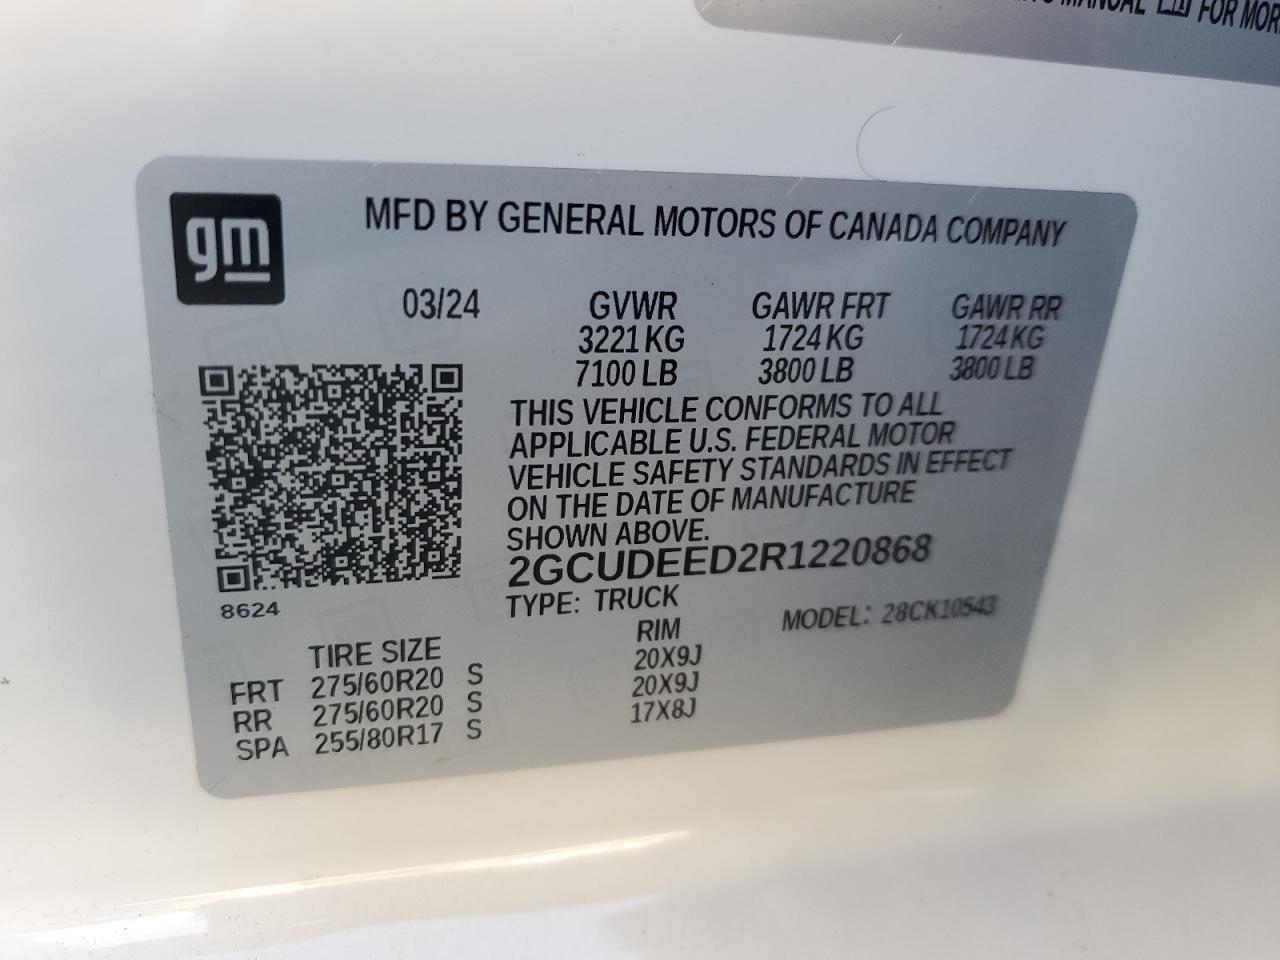 MANUAL FOR MOR
gm
MFD BY GENERAL MOTORS OF CANADA COMPANY
03/24 GVWR GAWR FRT GAWR RR
3221 KG 1724 KG 1724 KG
7100 LB 3800 LB 3800 LB
THIS VEHICLE CONFORMS TO ALL
APPLICABLE U.S. FEDERAL MOTOR
VEHICLE SAFETY STANDARDS IN EFFECT
ON THE DATE OF MANUFACTURE
SHOWN ABOVE.
2GCUDEED2R1220868
8624
TYPE: TRUCK MODEL: 28CK10543
TIRE SIZE RIM
FRT 275/60R20 S 20X9J
RR 275/60R20 S 20X9J
SPA 255/80R17 S 17X8J